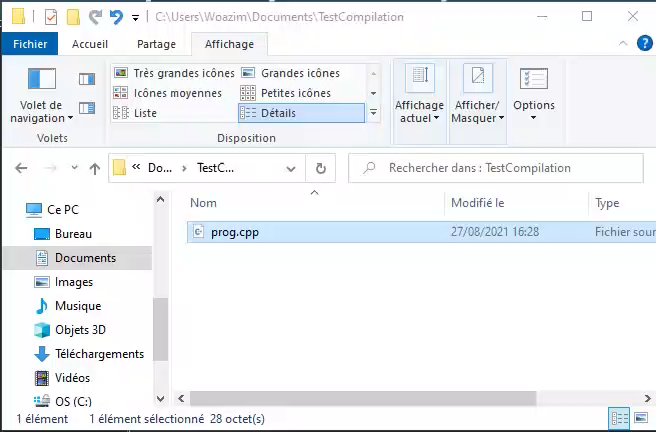 C:\Users\Woazim\Documents\TestCompilation
Fichier Accueil Partage Affichage
Volet de navigation
Très grandes icônes Grandes icônes
Icônes moyennes Petites icônes
Liste Détails
Affichage actuel
Afficher/ Masquer
Options
Volets Disposition
« Do... › TestC... Rechercher dans : TestCompilation
Nom Modifié le Type
prog.cpp 27/08/2021 16:28 Fichier sour
Ce PC
Bureau
Documents
Images
Musique
Objets 3D
Téléchargements
Vidéos
OS (C:)
1 élément 1 élément sélectionné 28 octet(s)